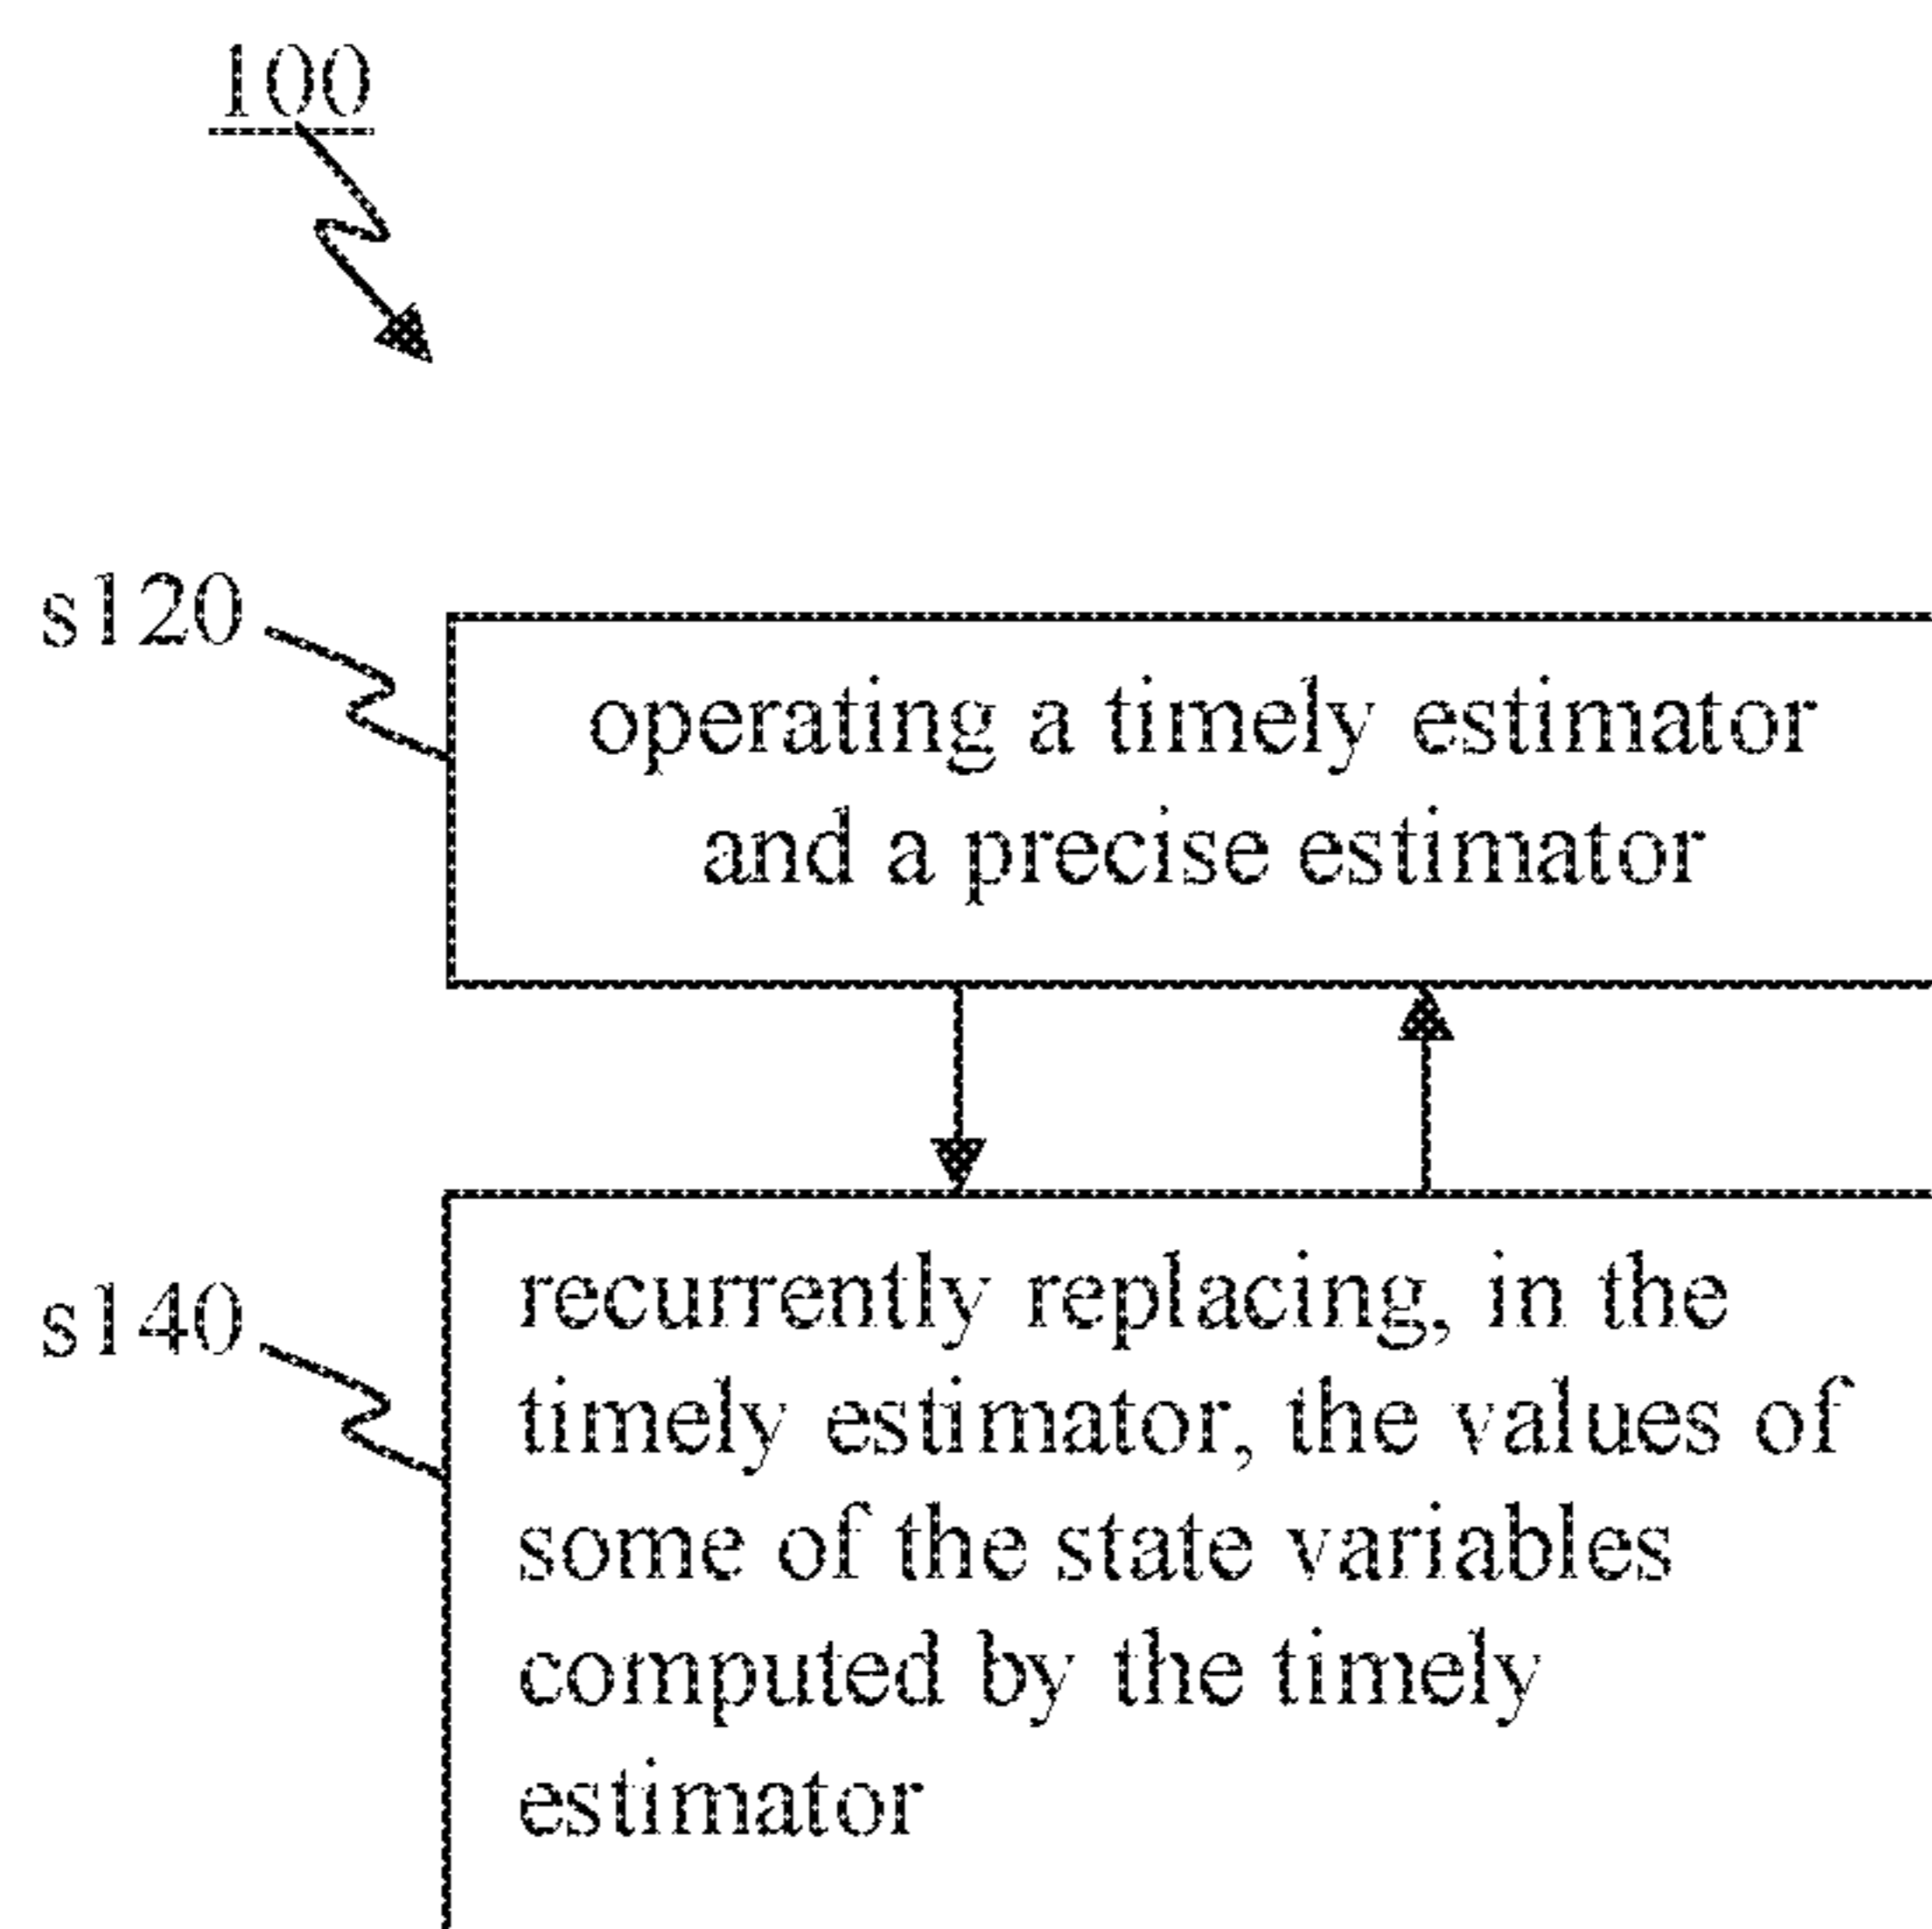 100
s120
operating a timely estimator
and a precise estimator
s140
recurrently replacing, in the
timely estimator, the values of
some of the state variables
computed by the timely
estimator